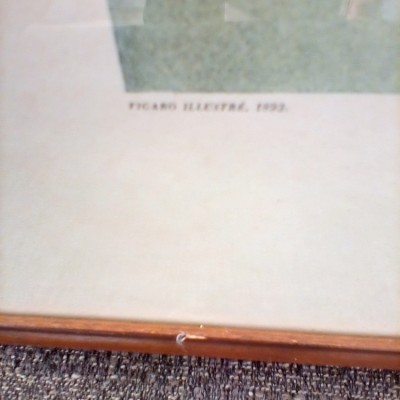 FIGARO ILLUSTRÉ, 1893.